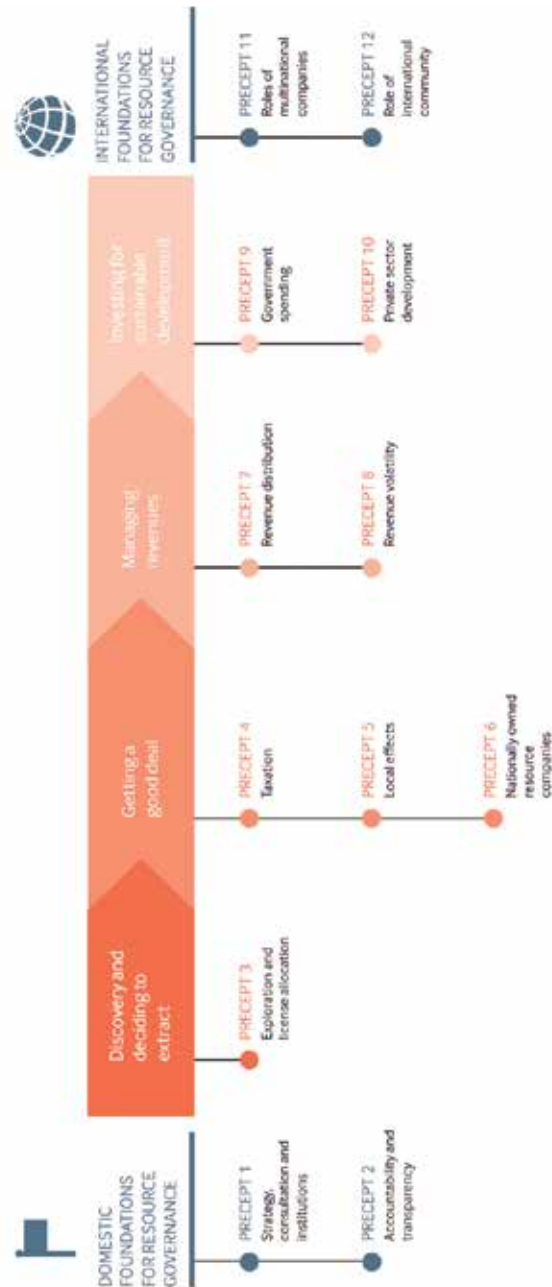 DOMESTIC
FOUNDATIONS
FOR RESOURCE
GOVERNANCE
PRECEPT 1
Strategy,
consultation and
institutions
PRECEPT 2
Accountability and
transparency
Discovery and
deciding to
extract
PRECEPT 3
Exploration and
license allocation
Getting a
good deal
PRECEPT 4
Taxation
PRECEPT 5
Local effects
PRECEPT 6
Nationally owned
resource
companies
Managing
revenues
PRECEPT 7
Revenue distribution
PRECEPT 8
Revenue volatility
Investing for
sustainable
development
PRECEPT 9
Government
spending
PRECEPT 10
Private sector
development
INTERNATIONAL
FOUNDATIONS
FOR RESOURCE
GOVERNANCE
PRECEPT 11
Roles of
multinational
companies
PRECEPT 12
Role of
international
community